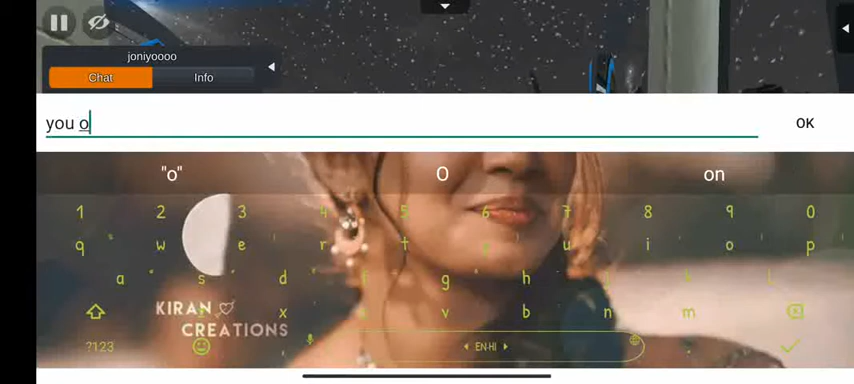 joniyoooo
Chat Info
you o OK
"o" O on
1 2 3 4 5 6 7 8 9 0
q w e r t y u i o p
a s d f g h j k l
z x c v b n m
KIRAN
CREATIONS
?123 EN·HI